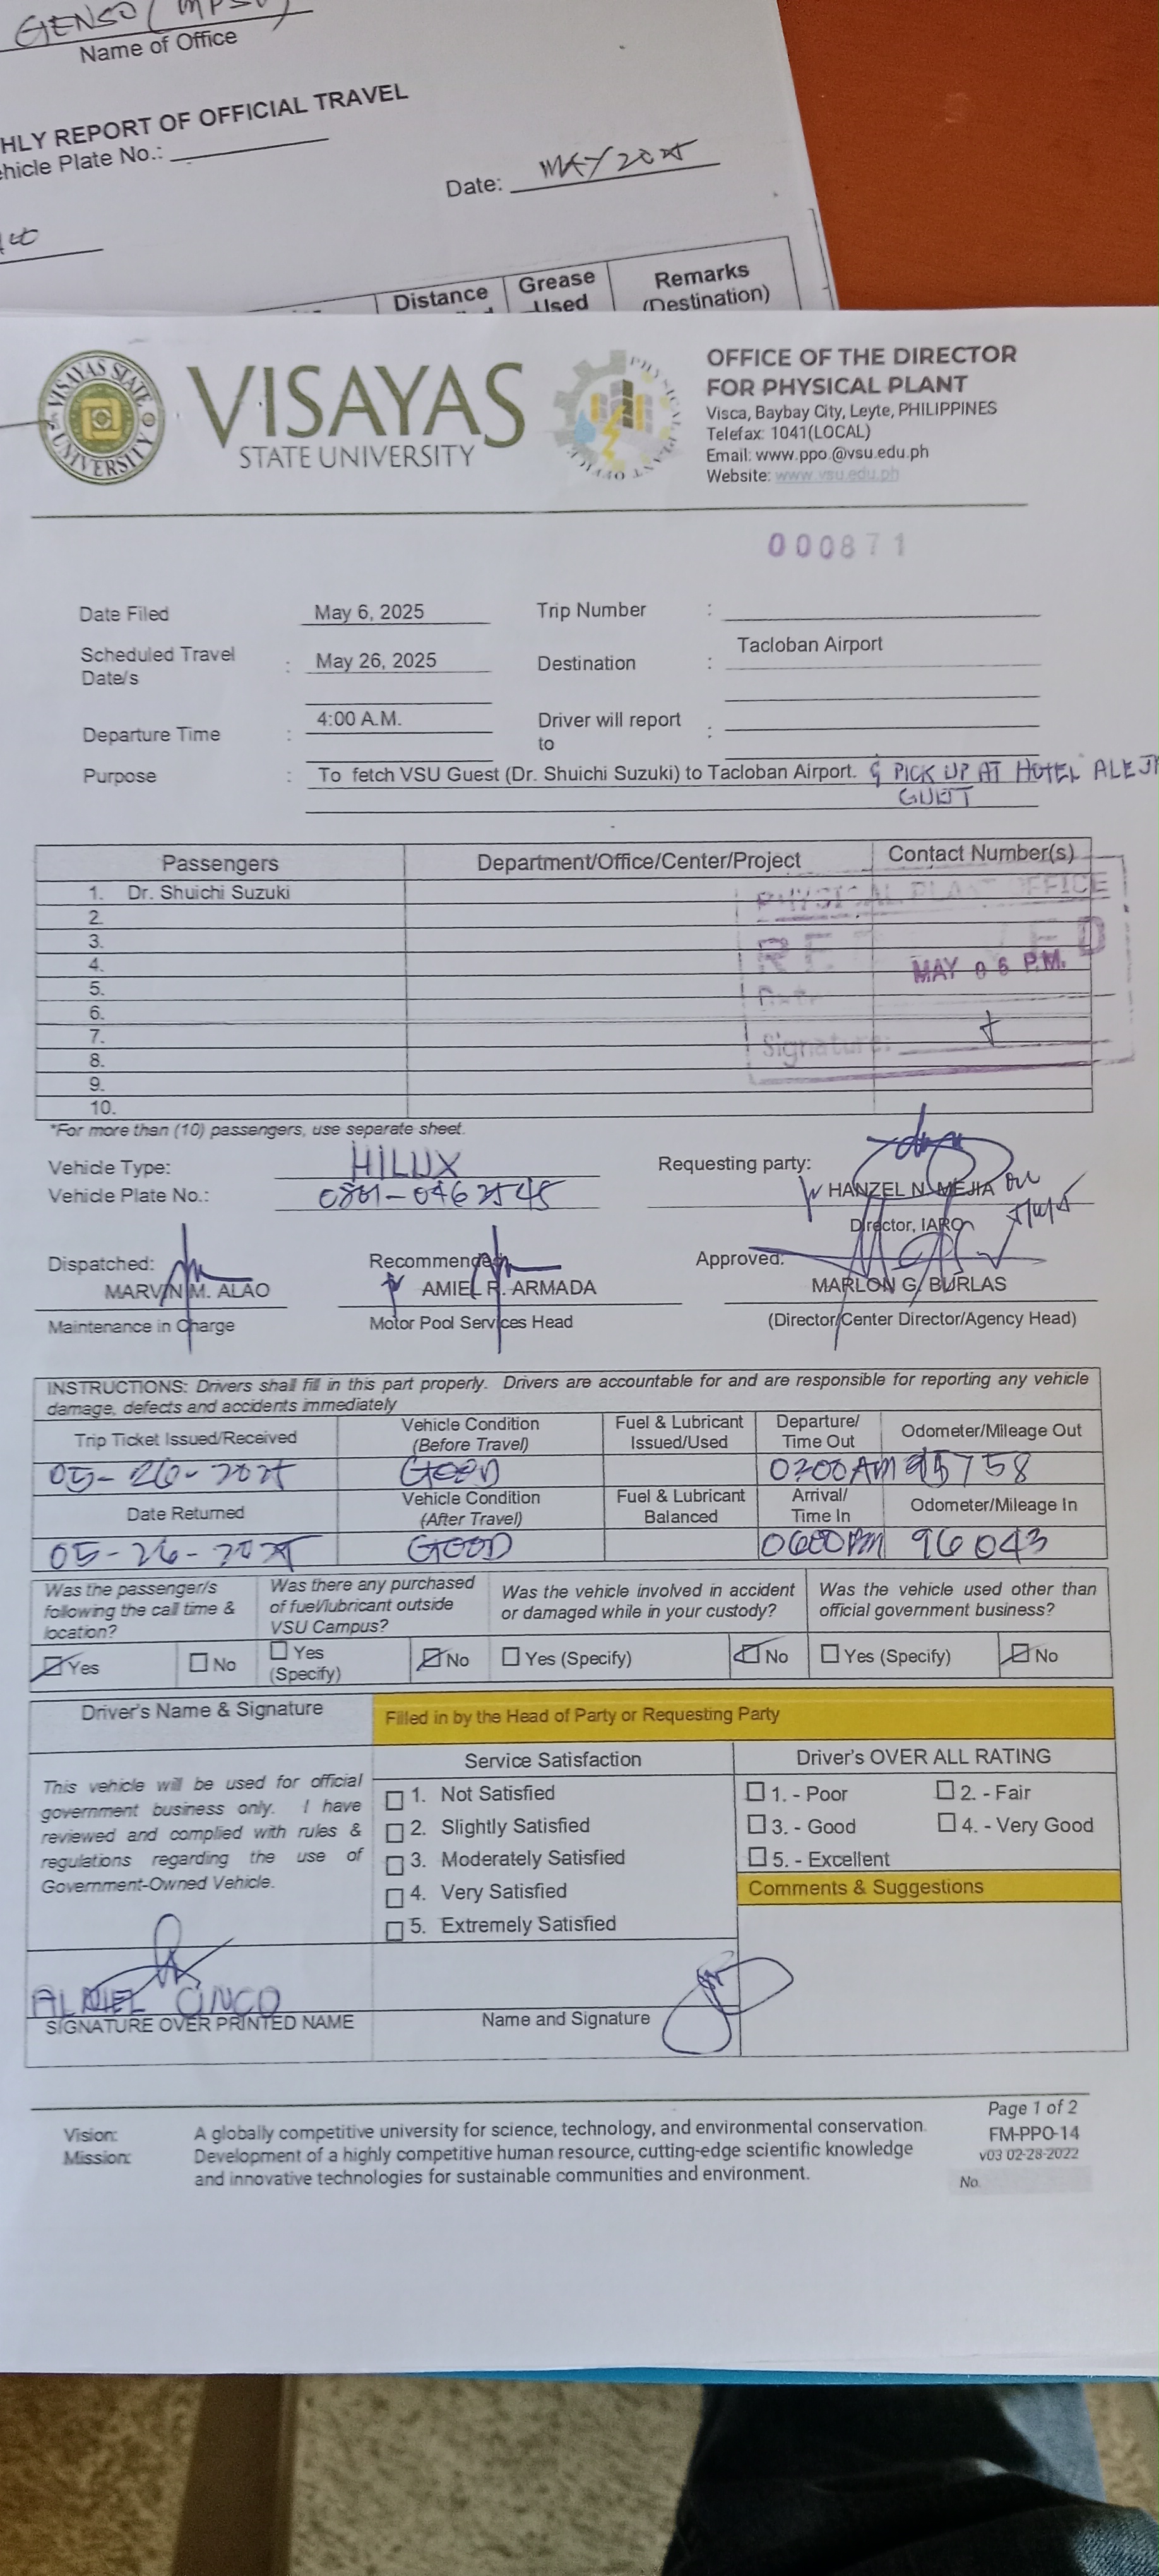 GENSO (MPSU)
Name of Office
HLY REPORT OF OFFICIAL TRAVEL
hicle Plate No.:
Date: MAY 2025
Distance
Grease Used
Remarks (Destination)
VISAYAS STATE UNIVERSITY
VISAYAS
STATE UNIVERSITY
OFFICE OF THE DIRECTOR
FOR PHYSICAL PLANT
Visca, Baybay City, Leyte, PHILIPPINES
Telefax: 1041(LOCAL)
Email: www.ppo.@vsu.edu.ph
Website: www.vsu.edu.ph
000871
Date Filed May 6, 2025 Trip Number :
Scheduled Travel Date/s : May 26, 2025 Destination : Tacloban Airport
Departure Time : 4:00 A.M. Driver will report to :
Purpose : To fetch VSU Guest (Dr. Shuichi Suzuki) to Tacloban Airport. & PICK UP AT HOTEL ALEJ
Passengers Department/Office/Center/Project Contact Number(s)
1. Dr. Shuichi Suzuki
2.
3.
4.
5.
6.
7.
8.
9.
10.
PHYSICAL PLANT OFFICE
MAY 06 P.M.
Signature:
*For more than (10) passengers, use separate sheet.
Vehicle Type: HILUX
Requesting party:
Vehicle Plate No.: 0801-0462545
HANZEL N. MEJIA
Director, IARO
Dispatched: Recommended: Approved:
MARVIN M. ALAO AMIEL R. ARMADA MARLON G. BURLAS
Maintenance in Charge Motor Pool Services Head (Director/Center Director/Agency Head)
INSTRUCTIONS: Drivers shall fill in this part properly. Drivers are accountable for and are responsible for reporting any vehicle
damage, defects and accidents immediately
Trip Ticket Issued/Received Vehicle Condition (Before Travel) Fuel & Lubricant Issued/Used Departure/ Time Out Odometer/Mileage Out
05-26-2025 GOOD 0200AM 95758
Date Returned Vehicle Condition (After Travel) Fuel & Lubricant Balanced Arrival/ Time In Odometer/Mileage In
05-26-2025 GOOD 0600PM 96043
Was the passenger/s following the call time & location?
Was there any purchased of fuel/lubricant outside VSU Campus?
Was the vehicle involved in accident or damaged while in your custody?
Was the vehicle used other than official government business?
Yes No Yes (Specify) No Yes (Specify) No Yes (Specify) No
Driver's Name & Signature Filled in by the Head of Party or Requesting Party
Service Satisfaction Driver's OVER ALL RATING
This vehicle will be used for official
government business only. I have
reviewed and complied with rules &
regulations regarding the use of
Government-Owned Vehicle.
1. Not Satisfied
2. Slightly Satisfied
3. Moderately Satisfied
4. Very Satisfied
5. Extremely Satisfied
1. - Poor 2. - Fair
3. - Good 4. - Very Good
5. - Excellent
Comments & Suggestions
ALNIEL CINCO
SIGNATURE OVER PRINTED NAME
Name and Signature
Page 1 of 2
Vision: A globally competitive university for science, technology, and environmental conservation.
FM-PPO-14
Mission: Development of a highly competitive human resource, cutting-edge scientific knowledge
v03 02-28-2022
and innovative technologies for sustainable communities and environment.
No.